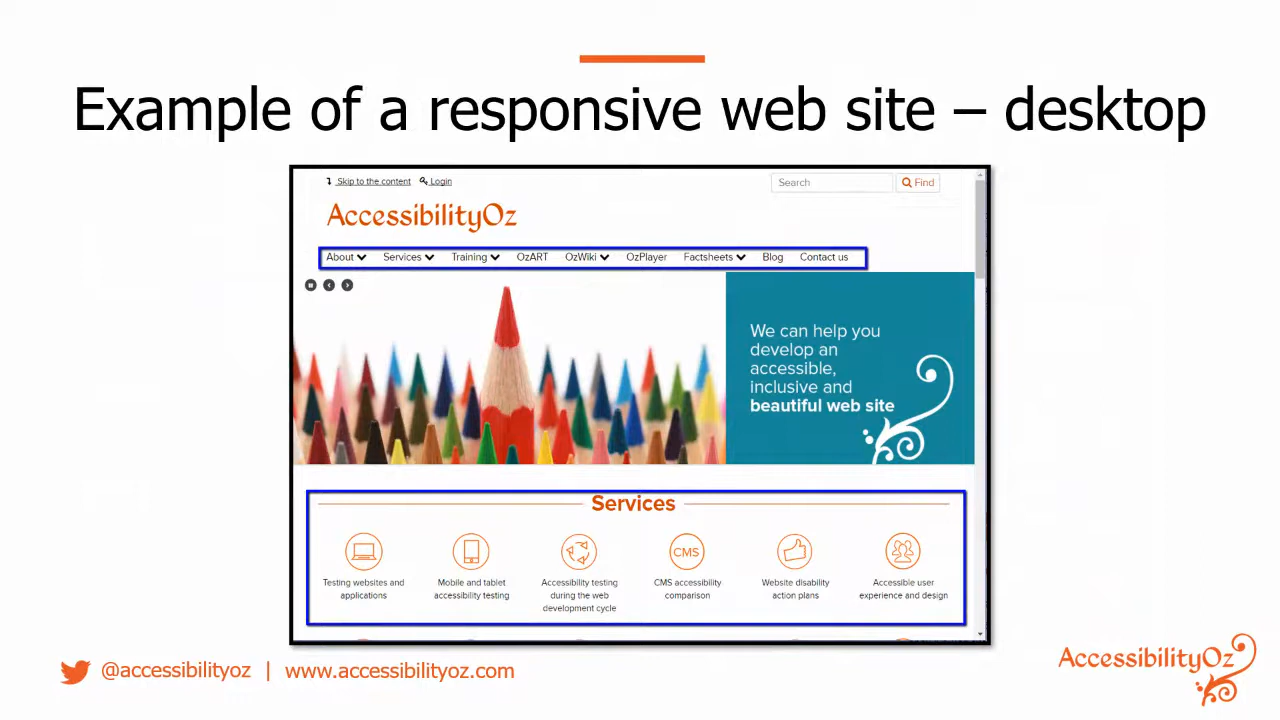 Example of a responsive web site – desktop
Skip to the content Login
Search Find
AccessibilityOz
About Services Training OzART OzWiki OzPlayer Factsheets Blog Contact us
We can help you
develop an
accessible,
inclusive and
beautiful web site
Services
Testing websites and
applications
Mobile and tablet
accessibility testing
Accessibility testing
during the web
development cycle
CMS
CMS accessibility
comparison
Website disability
action plans
Accessible user
experience and design
@accessibilityoz | www.accessibilityoz.com
AccessibilityOz